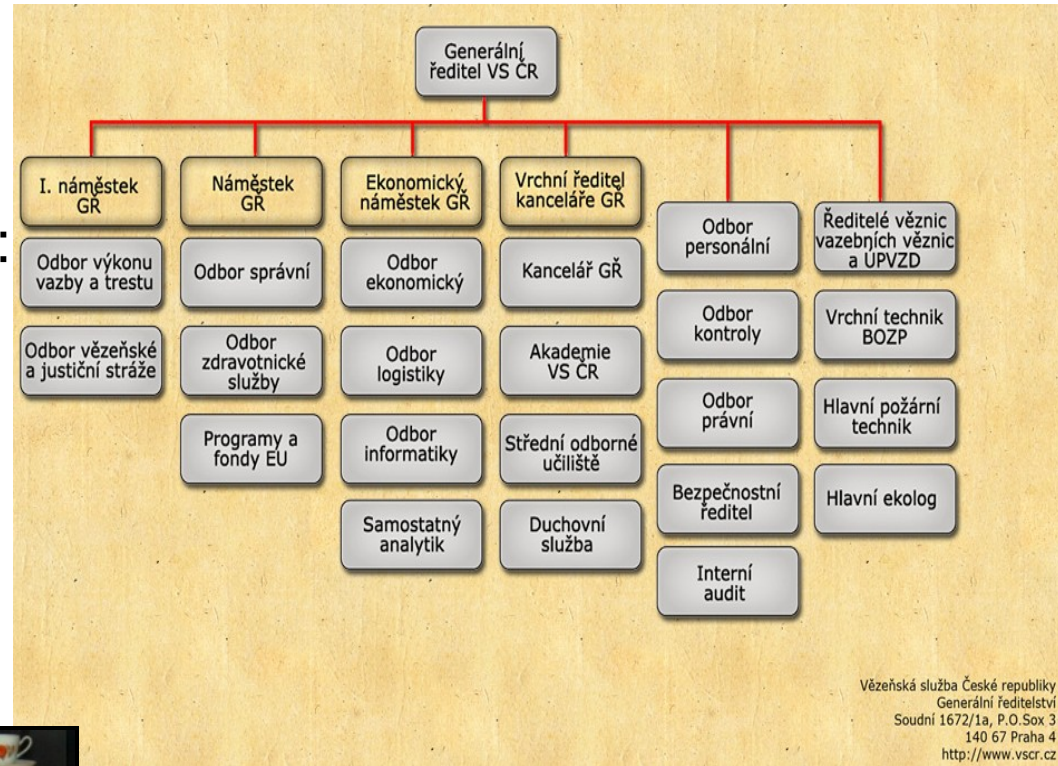 Generální
ředitel VS ČR
I. náměstek
GŘ
Odbor výkonu
vazby a trestu
Odbor vězeňské
a justiční stráže
Náměstek
GŘ
Odbor správní
Odbor
zdravotnické
služby
Programy a
fondy EU
Ekonomický
náměstek GŘ
Odbor
ekonomický
Odbor
logistiky
Odbor
informatiky
Samostatný
analytik
Vrchní ředitel
kanceláře GŘ
Kancelář GŘ
Akademie
VS ČR
Střední odborné
učiliště
Duchovní
služba
Odbor
personální
Odbor
kontroly
Odbor
právní
Bezpečnostní
ředitel
Interní
audit
Ředitelé věznic
vazebních věznic
a ÚPVZD
Vrchní technik
BOZP
Hlavní požární
technik
Hlavní ekolog
:
Vězeňská služba České republiky
Generální ředitelství
Soudní 1672/1a, P.O.Sox 3
140 67 Praha 4
http://www.vscr.cz